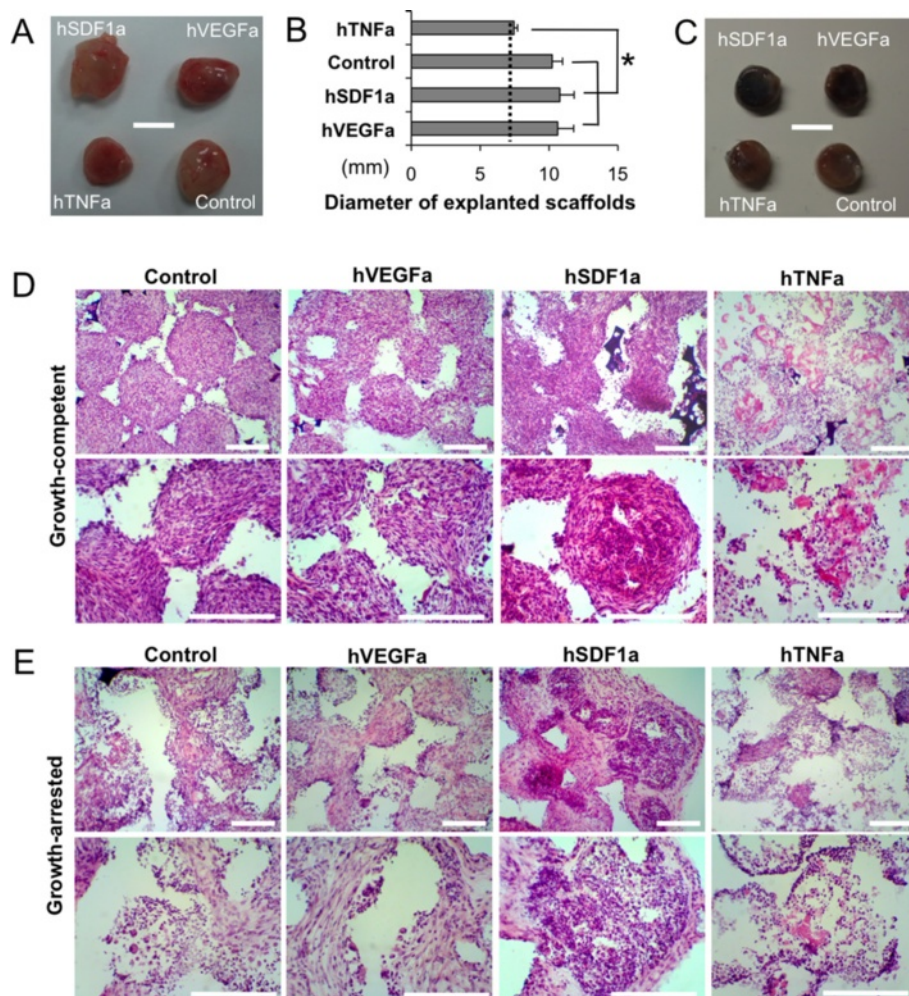 A
hSDF1a hVEGFa
hTNFa Control
B
hTNFa
Control
hSDF1a
hVEGFa
*
(mm) 0 5 10 15
Diameter of explanted scaffolds
C
hSDF1a hVEGFa
hTNFa Control
D
Control hVEGFa hSDF1a hTNFa
Growth-competent
E
Control hVEGFa hSDF1a hTNFa
Growth-arrested